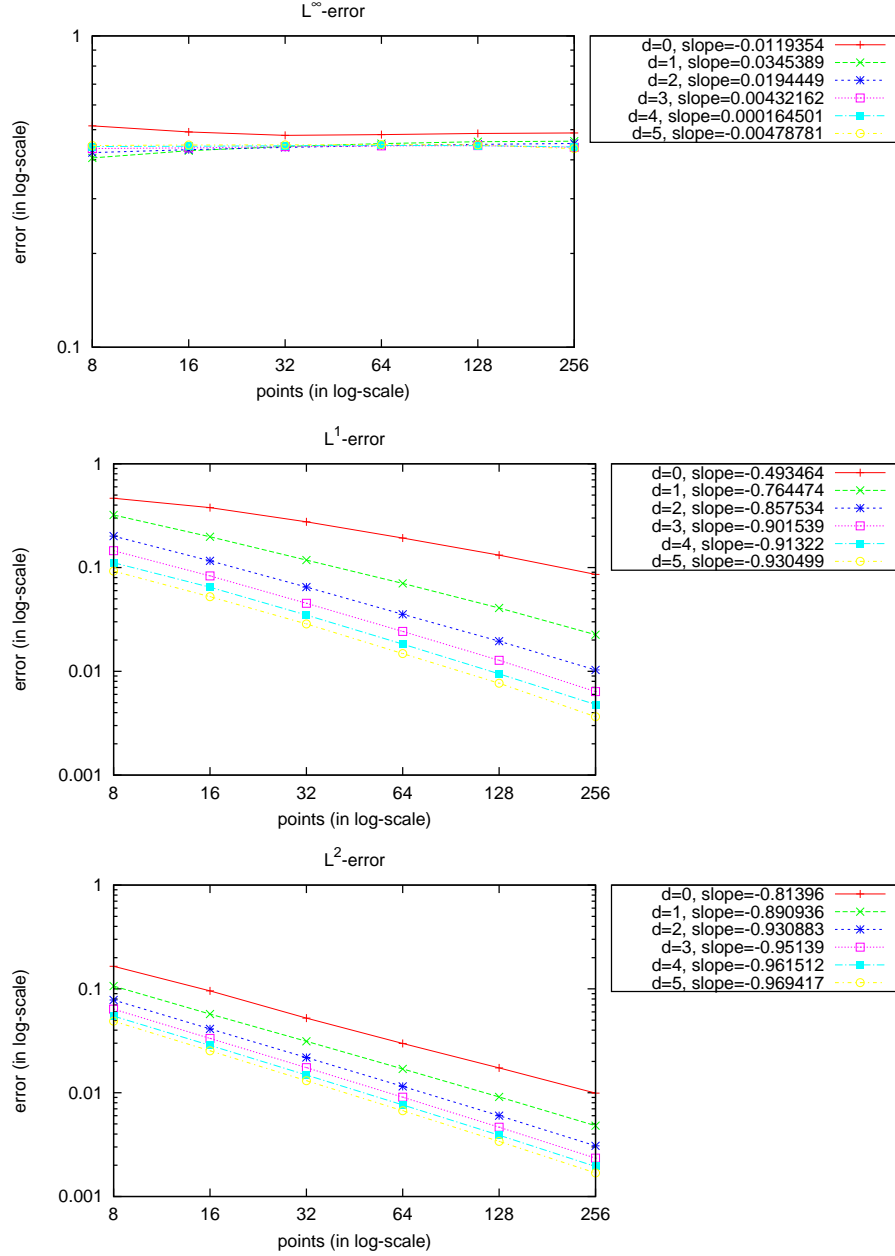 L^∞-error
error (in log-scale)
1
0.1
8 16 32 64 128 256
points (in log-scale)
d=0, slope=-0.0119354
d=1, slope=0.0345389
d=2, slope=0.0194449
d=3, slope=0.00432162
d=4, slope=0.000164501
d=5, slope=-0.00478781
L^1-error
error (in log-scale)
1
0.1
0.01
0.001
8 16 32 64 128 256
points (in log-scale)
d=0, slope=-0.493464
d=1, slope=-0.764474
d=2, slope=-0.857534
d=3, slope=-0.901539
d=4, slope=-0.91322
d=5, slope=-0.930499
L^2-error
error (in log-scale)
1
0.1
0.01
0.001
8 16 32 64 128 256
points (in log-scale)
d=0, slope=-0.81396
d=1, slope=-0.890936
d=2, slope=-0.930883
d=3, slope=-0.95139
d=4, slope=-0.961512
d=5, slope=-0.969417